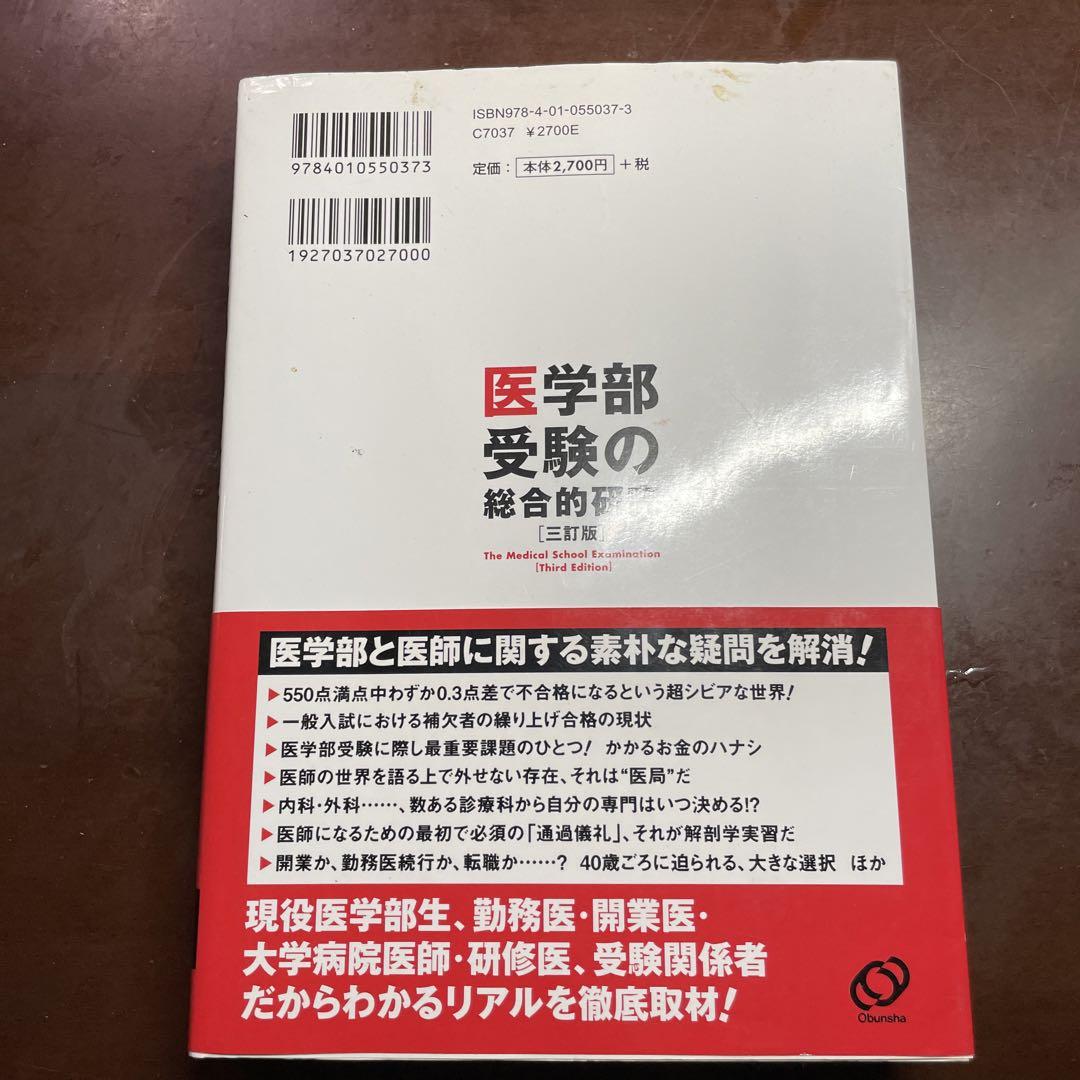 ISBN978-4-01-055037-3
C7037 ¥2700E
定価:本体2,700円+税
9784010550373
1927037027000
医学部
受験の
総合的研究
[三訂版]
The Medical School Examination
[Third Edition]
医学部と医師に関する素朴な疑問を解消!
▶550点満点中わずか0.3点差で不合格になるという超シビアな世界!
▶一般入試における補欠者の繰り上げ合格の現状
▶医学部受験に際し最重要課題のひとつ! かかるお金のハナシ
▶医師の世界を語る上で外せない存在、それは“医局”だ
▶内科・外科……、数ある診療科から自分の専門はいつ決める!?
▶医師になるための最初で必須の「通過儀礼」、それが解剖学実習だ
▶開業か、勤務医続行か、転職か……? 40歳ごろに迫られる、大きな選択 ほか
現役医学部生、勤務医・開業医・
大学病院医師・研修医、受験関係者
だからわかるリアルを徹底取材!
Obunsha